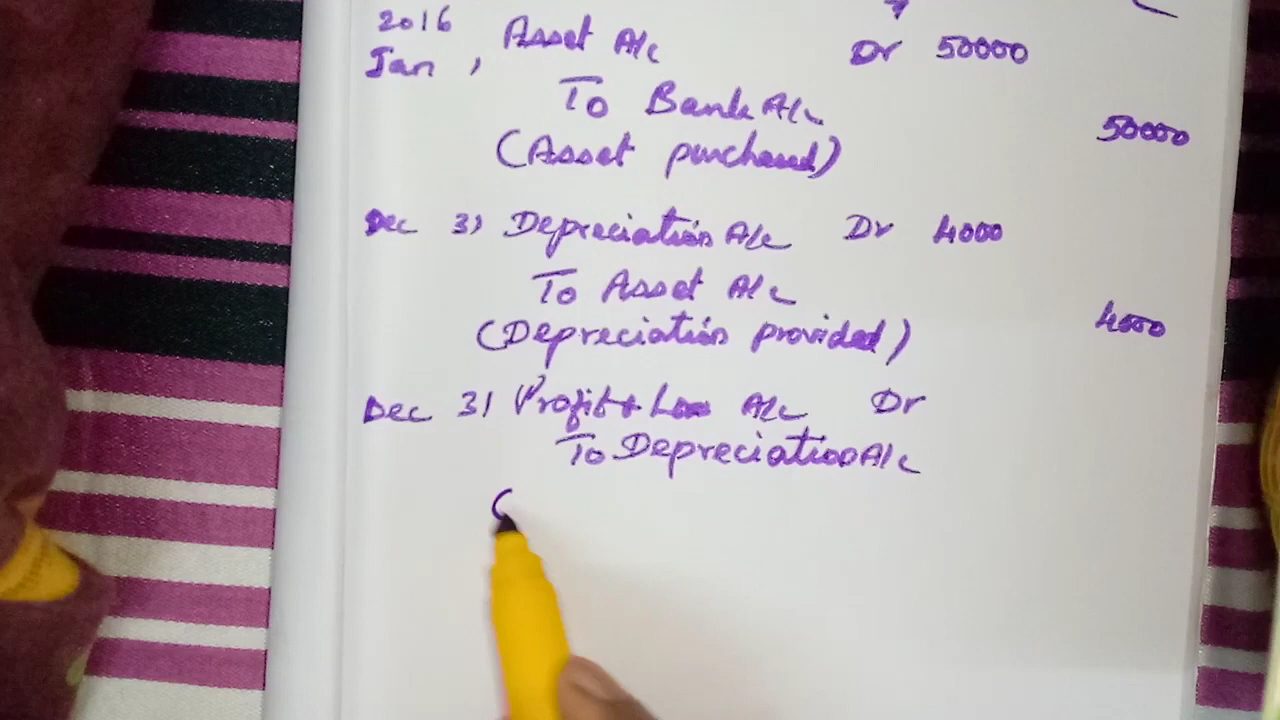 2016 Asset A/c Dr 50000
Jan 1
To Bank A/c
50000
(Asset purchased)
Dec 31 Depreciation A/c Dr 4000
To Asset A/c
4000
(Depreciation provided)
Dec 31 Profit & Loss A/c Dr
To Depreciation A/c
(